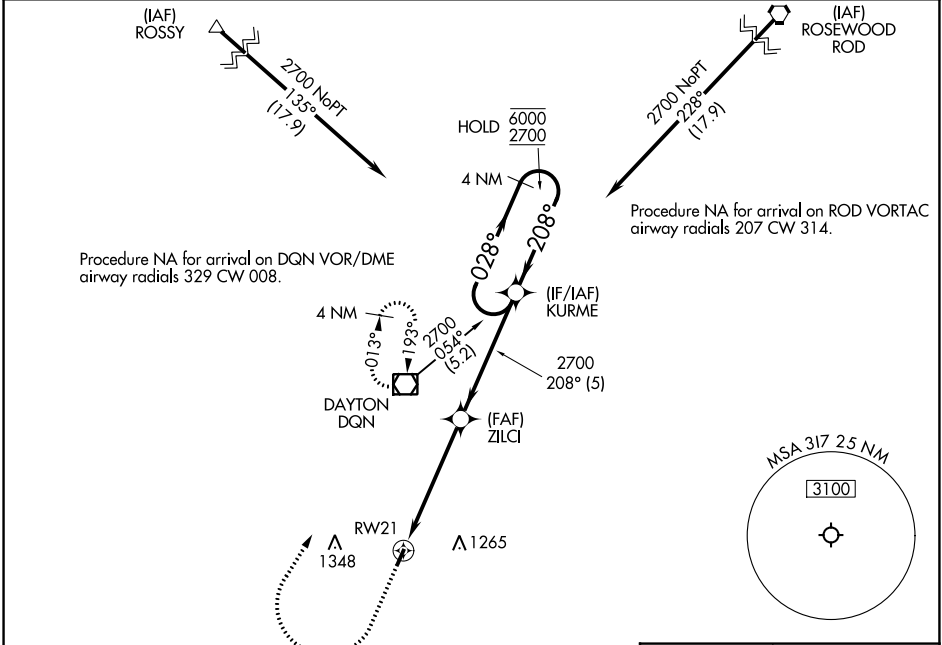 (IAF)
ROSSY
(IAF)
ROSEWOOD
ROD
2700 NoPT
135°
(17.9)
2700 NoPT
228°
(17.9)
HOLD
6000
2700
4 NM
028°
208°
Procedure NA for arrival on ROD VORTAC
airway radials 207 CW 314.
Procedure NA for arrival on DQN VOR/DME
airway radials 329 CW 008.
(IF/IAF)
KURME
4 NM
013°
193°
2700
054°
(5.2)
2700
208° (5)
DAYTON
DQN
(FAF)
ZILCI
MSA 3I7 25 NM
3100
RW21
1348
1265